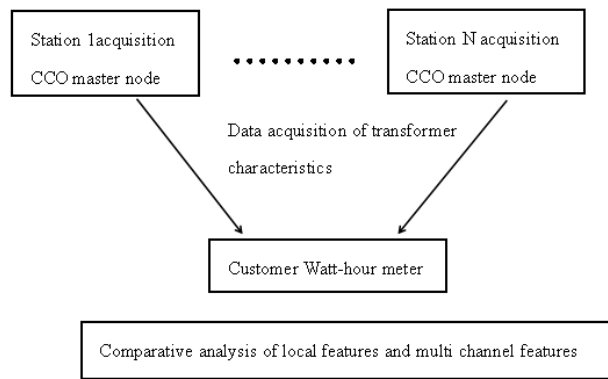 Station 1acquisition
CCO master node
Station N acquisition
CCO master node
Data acquisition of transformer
characteristics
Customer Watt-hour meter
Comparative analysis of local features and multi channel features